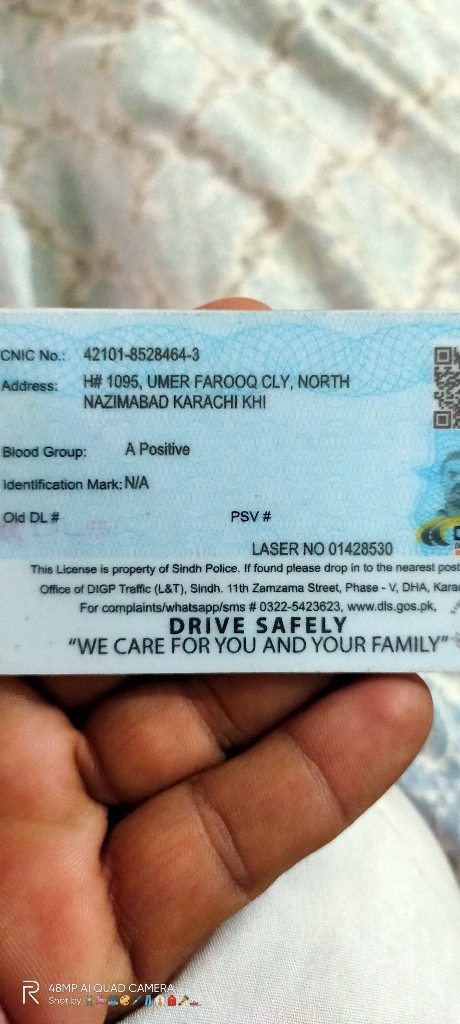 CNIC No.: 42101-8528464-3
Address: H# 1095, UMER FAROOQ CLY, NORTH
NAZIMABAD KARACHI KHI
Blood Group: A Positive
Identification Mark: N/A
Old DL # PSV #
LASER NO 01428530
This License is property of Sindh Police. If found please drop in to the nearest post
Office of DIGP Traffic (L&T), Sindh. 11th Zamzama Street, Phase - V, DHA, Kara
For complaints/whatsapp/sms # 0322-5423623, www.dls.gos.pk,
DRIVE SAFELY
“WE CARE FOR YOU AND YOUR FAMILY”
48MP AI QUAD CAMERA
Shot by